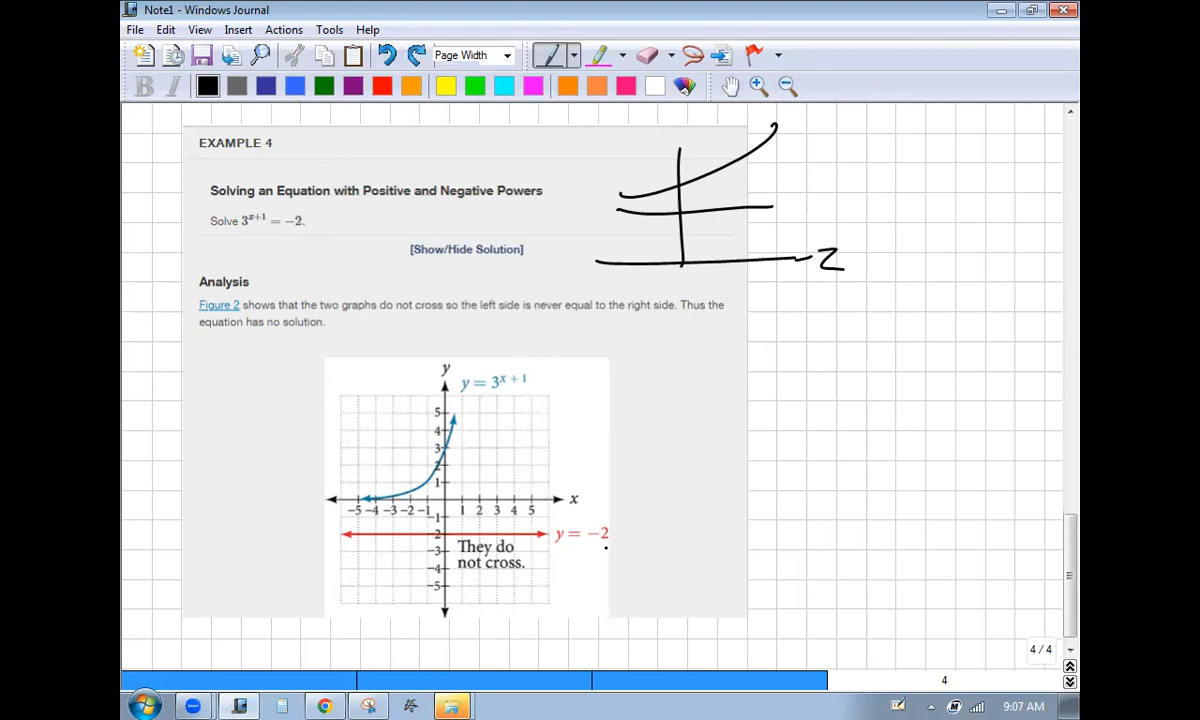 Note1 - Windows Journal
File Edit View Insert Actions Tools Help
Page Width
B I
EXAMPLE 4
Solving an Equation with Positive and Negative Powers
Solve 3^{x+1} = −2.
[Show/Hide Solution]
-2
Analysis
Figure 2 shows that the two graphs do not cross so the left side is never equal to the right side. Thus the
equation has no solution.
y
y = 3^{x + 1}
5
4
3
2
1
x
−5 −4 −3 −2 −1 1 2 3 4 5
−1
−2
y = −2
−3
−4
−5
They do
not cross.
4 / 4
4
9:07 AM